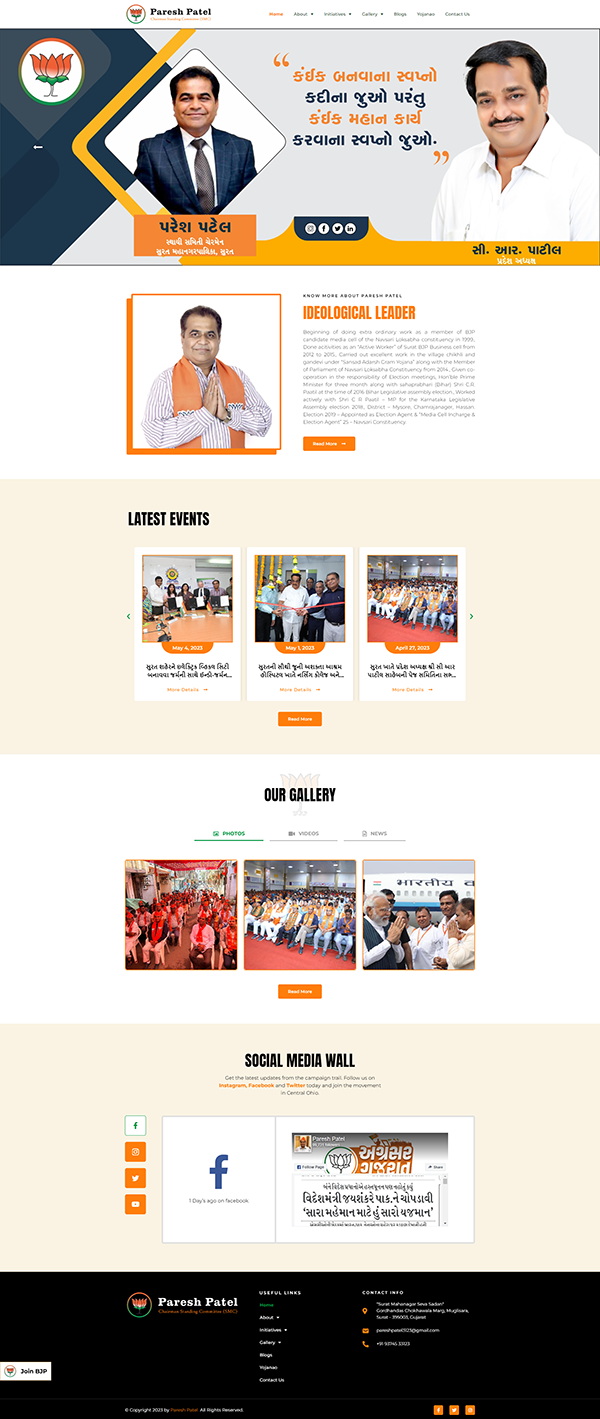 Paresh Patel
Chairman Standing Committee (SMC)
Home About Initiatives Gallery Blogs Yojanao Contact Us
“કંઈક બનવાના સ્વપ્નો
કદીના જુઓ પરંતુ
કંઈક મહાન કાર્ય
કરવાના સ્વપ્નો જુઓ.”
પરેશ પટેલ
સ્થાયી સમિતી ચેરમેન
સુરત મહાનગરપાલિકા, સુરત
સી. આર. પાટીલ
પ્રદેશ અધ્યક્ષ
KNOW MORE ABOUT PARESH PATEL
IDEOLOGICAL LEADER
Beginning of doing extra ordinary work as a member of BJP
candidate media cell of the Navsari Loksabha constituency in 1999,
Done activities as an “Active Worker” of Surat BJP Business cell from
2012 to 2015., Carried out excellent work in the village chikhli and
gandevi under “Sansad Adarsh Gram Yojana” along with the Member
of Parliament of Navsari Loksabha Constituency from 2014., Given co-
operation in the responsibility of Election meetings, Hon’ble Prime
Minister for three month along with sahaprabhari (Bihar) Shri C.R.
Paatil at the time of 2016 Bihar Legislative assembly election., Worked
actively with Shri C R Paatil – MP for the Karnataka Legislative
Assembly election 2018, District – Mysore, Chamrajanagar, Hassan.
Election 2019 – Appointed as Election Agent & “Media Cell Incharge &
Election Agent” 25 – Navsari Constituency.
Read More
LATEST EVENTS
May 4, 2023
સુરત શહેરને ઇલેક્ટ્રિક વ્હિકલ સિટી
બનાવવા જર્મની સાથે ઇન્ડો-જર્મન...
More Details
May 1, 2023
સુરતની સૌથી જુની અશક્તા આશ્રમ
હોસ્પિટલ ખાતે નર્સિંગ કોલેજ અને...
More Details
April 27, 2023
સુરત ખાતે પ્રદેશ અધ્યક્ષ શ્રી સી આર
પાટીલ સાહેબની પેજ સમિતિના સભ...
More Details
Read More
OUR GALLERY
PHOTOS VIDEOS NEWS
भारतीय व
Read More
SOCIAL MEDIA WALL
Get the latest updates from the campaign trail. Follow us on
Instagram, Facebook and Twitter today and join the movement
in Central Ohio.
1 Day's ago on facebook
Paresh Patel
Follow Page
Share
અગ્રેસર
ગુજરાત
વિદેશમંત્રી જયશંકરે પાક.ને ચોપડાવી
‘સારા મહેમાન માટે હું સારો યજમાન’
Paresh Patel
Chairman Standing Committee (SMC)
USEFUL LINKS
Home
About
Initiatives
Gallery
Blogs
Yojanao
Contact Us
CONTACT INFO
"Surat Mahanagar Seva Sadan"
Gordhandas Chokhawala Marg, Muglisara,
Surat - 395003, Gujarat
pareshpatel3123@gmail.com
+91 93745 33123
Join BJP
© Copyright 2023 by Paresh Patel. All Rights Reserved.